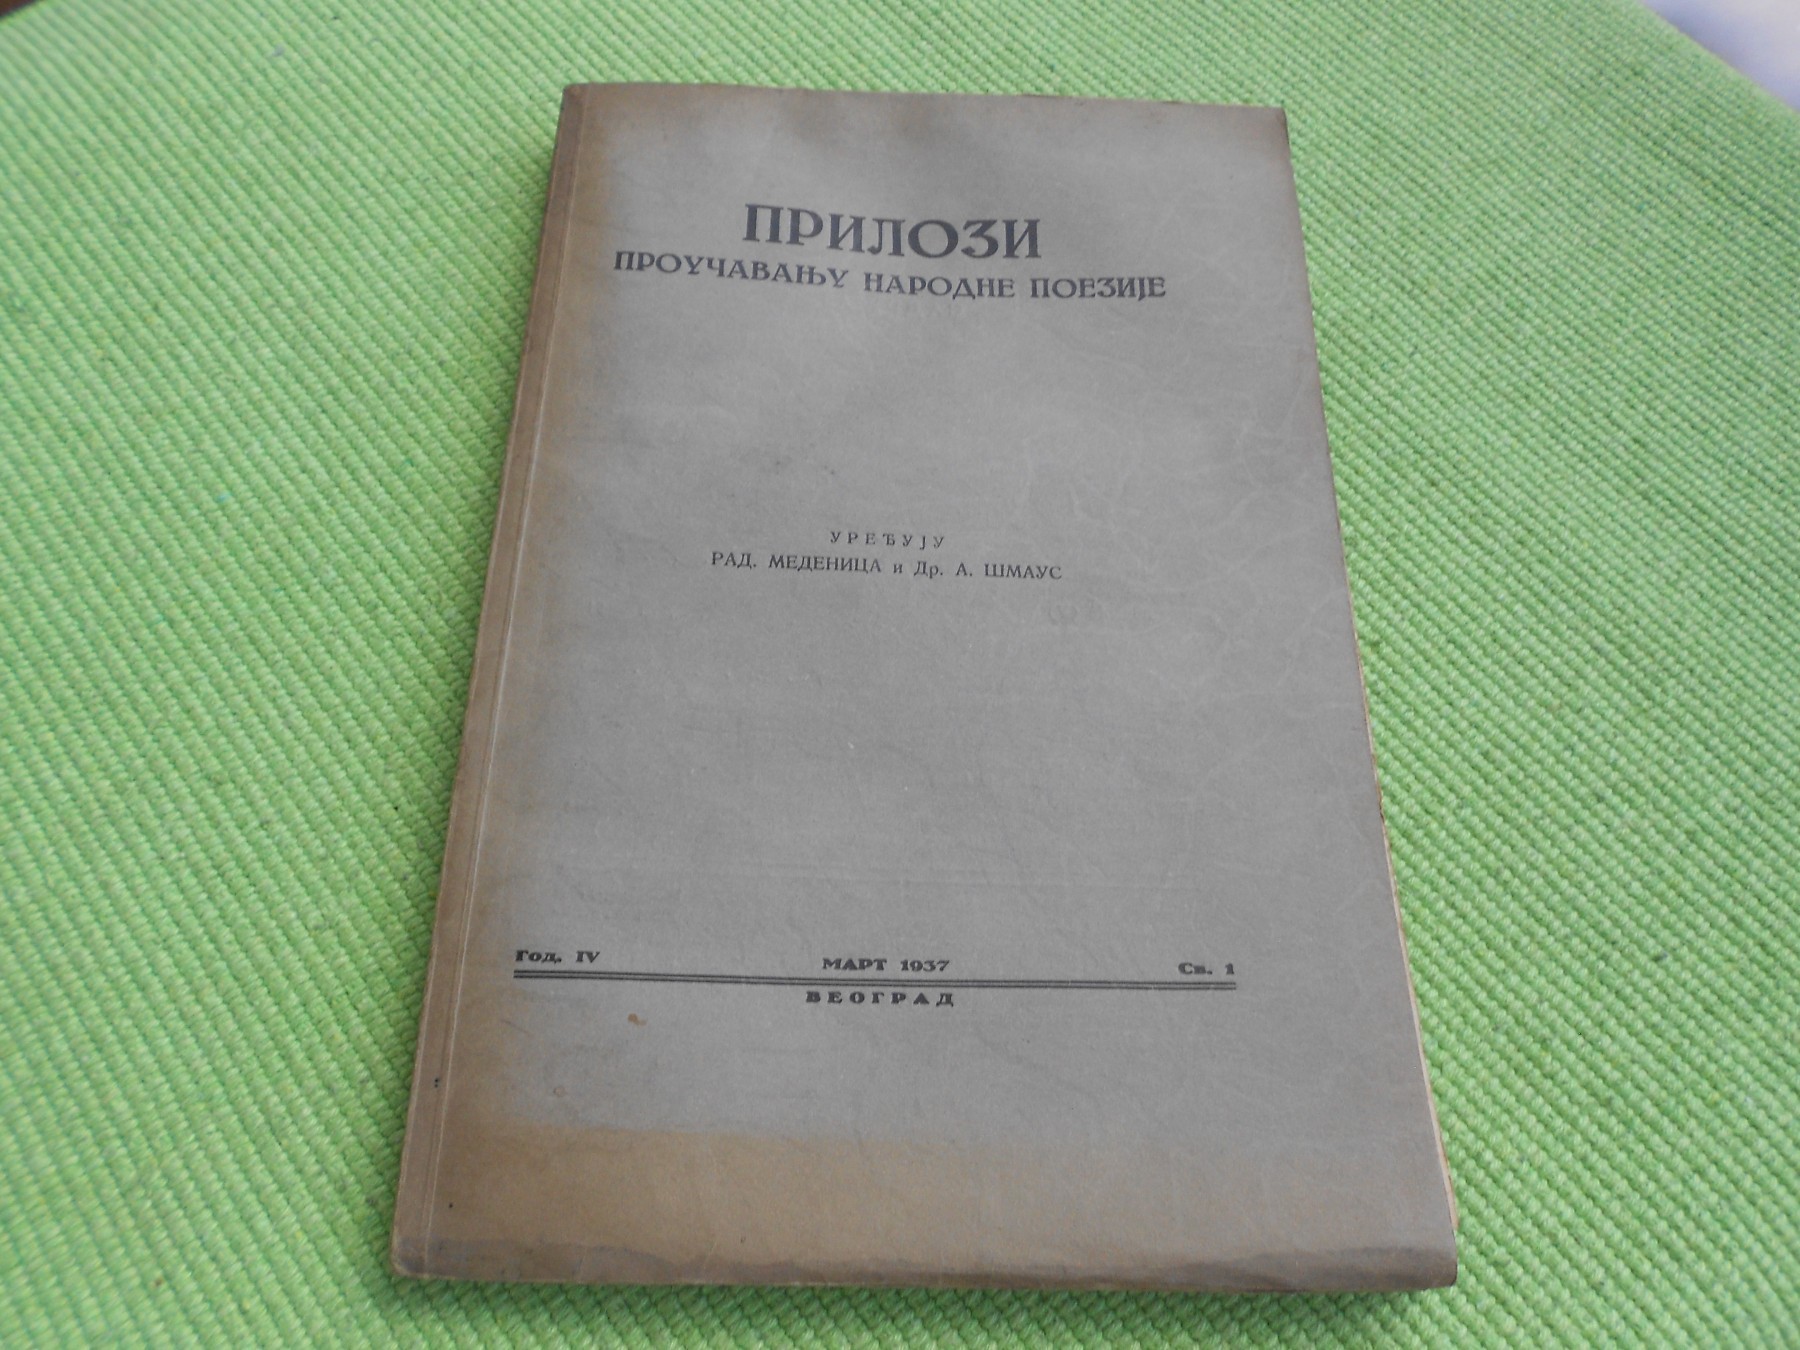 ПРИЛОЗИ
ПРОУЧАВАЊУ НАРОДНЕ ПОЕЗИЈЕ
УРЕЂУЈУ
РАД. МЕДЕНИЦА и Др. А. ШМАУС
Год. IV МАРТ 1937 Св. 1
БЕОГРАД